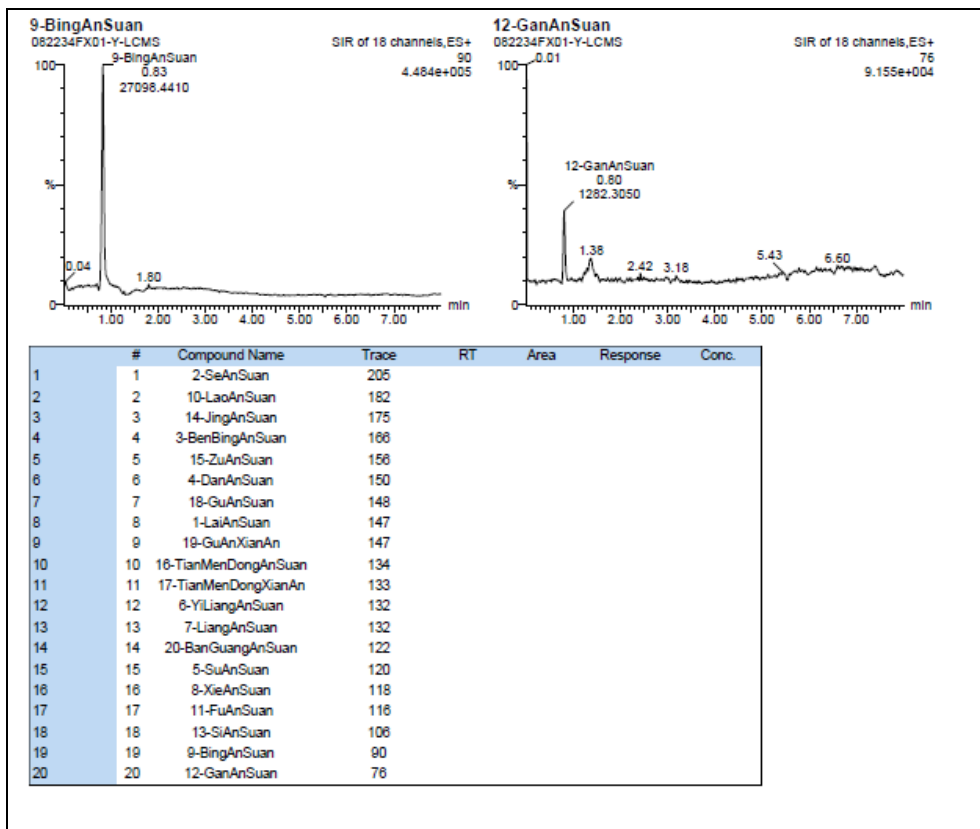 9-BingAnSuan
082234FX01-Y-LCMS
SIR of 18 channels,ES+
9-BingAnSuan
90
0.83
4.484e+005
27098.4410
100
%
0
0.04
1.80
1.00 2.00 3.00 4.00 5.00 6.00 7.00
min
12-GanAnSuan
082234FX01-Y-LCMS
SIR of 18 channels,ES+
0.01
76
9.155e+004
100
12-GanAnSuan
0.80
1282.3050
%
1.38
2.42
3.18
5.43
6.60
0
1.00 2.00 3.00 4.00 5.00 6.00 7.00
min
# Compound Name Trace RT Area Response Conc.
1 1 2-SeAnSuan 205
2 2 10-LaoAnSuan 182
3 3 14-JingAnSuan 175
4 4 3-BenBingAnSuan 166
5 5 15-ZuAnSuan 156
6 6 4-DanAnSuan 150
7 7 18-GuAnSuan 148
8 8 1-LaiAnSuan 147
9 9 19-GuAnXianAn 147
10 10 16-TianMenDongAnSuan 134
11 11 17-TianMenDongXianAn 133
12 12 6-YiLiangAnSuan 132
13 13 7-LiangAnSuan 132
14 14 20-BanGuangAnSuan 122
15 15 5-SuAnSuan 120
16 16 8-XieAnSuan 118
17 17 11-FuAnSuan 116
18 18 13-SiAnSuan 106
19 19 9-BingAnSuan 90
20 20 12-GanAnSuan 76